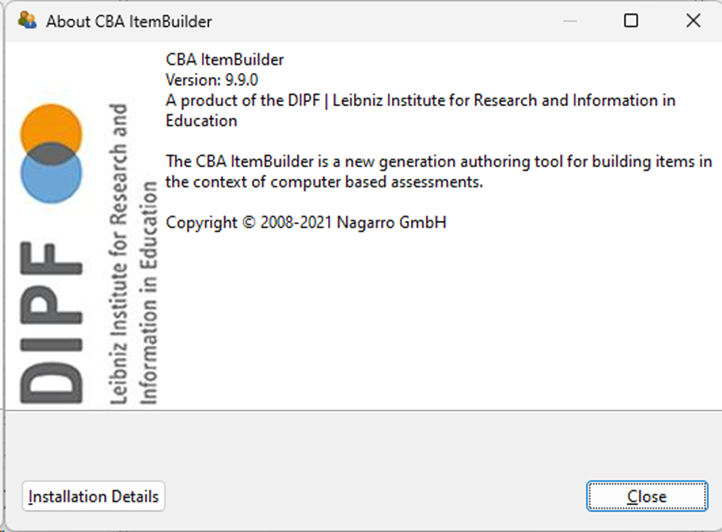 About CBA ItemBuilder
CBA ItemBuilder
Version: 9.9.0
A product of the DIPF | Leibniz Institute for Research and Information in
Education
The CBA ItemBuilder is a new generation authoring tool for building items in
the context of computer based assessments.
Copyright © 2008-2021 Nagarro GmbH
DIPF
Leibniz Institute for Research and
Information in Education
Installation Details
Close